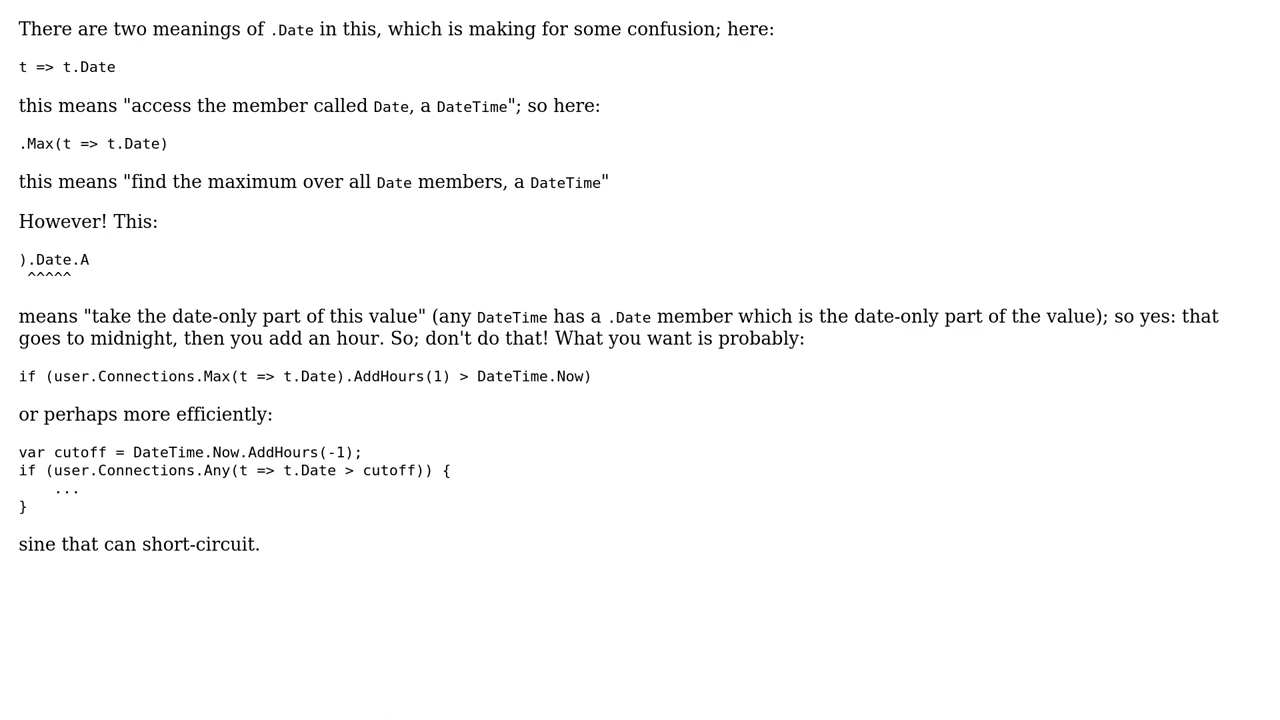 There are two meanings of .Date in this, which is making for some confusion; here:
t => t.Date
this means "access the member called Date, a DateTime"; so here:
.Max(t => t.Date)
this means "find the maximum over all Date members, a DateTime"
However! This:
).Date.A
 ^^^^^
means "take the date-only part of this value" (any DateTime has a .Date member which is the date-only part of the value); so yes: that
goes to midnight, then you add an hour. So; don't do that! What you want is probably:
if (user.Connections.Max(t => t.Date).AddHours(1) > DateTime.Now)
or perhaps more efficiently:
var cutoff = DateTime.Now.AddHours(-1);
if (user.Connections.Any(t => t.Date > cutoff)) {
    ...
}
sine that can short-circuit.